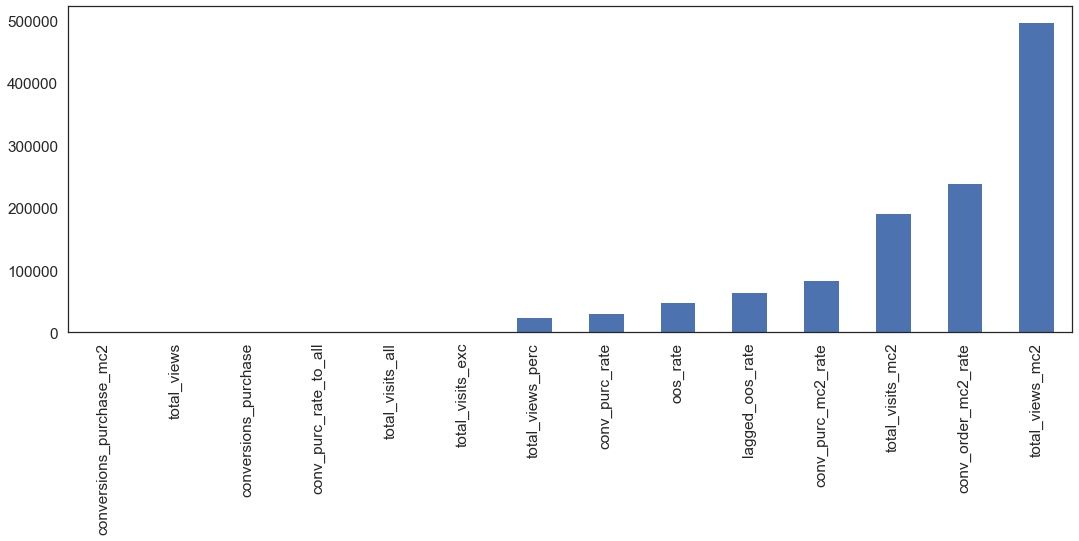 500000
400000
300000
200000
100000
0
conversions_purchase_mc2
total_views
conversions_purchase
conv_purc_rate_to_all
total_visits_all
total_visits_exc
total_views_perc
conv_purc_rate
oos_rate
lagged_oos_rate
conv_purc_mc2_rate
total_visits_mc2
conv_order_mc2_rate
total_views_mc2